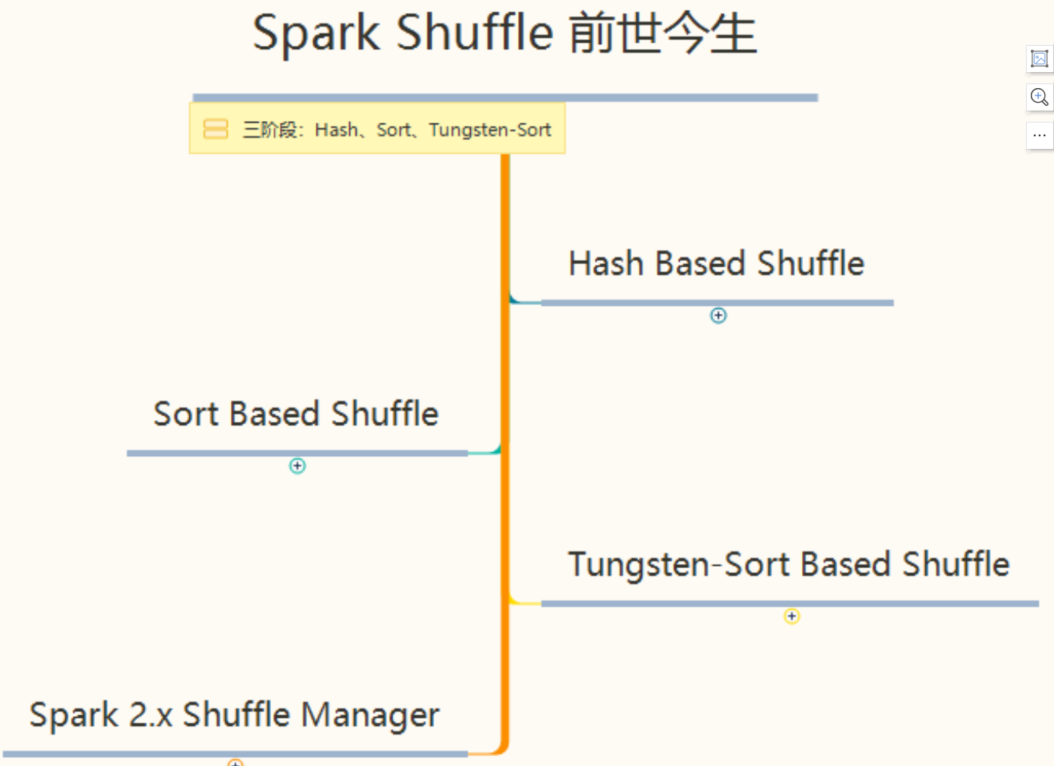 Spark Shuffle 前世今生
三阶段：Hash、Sort、Tungsten-Sort
Hash Based Shuffle
Sort Based Shuffle
Tungsten-Sort Based Shuffle
Spark 2.x Shuffle Manager